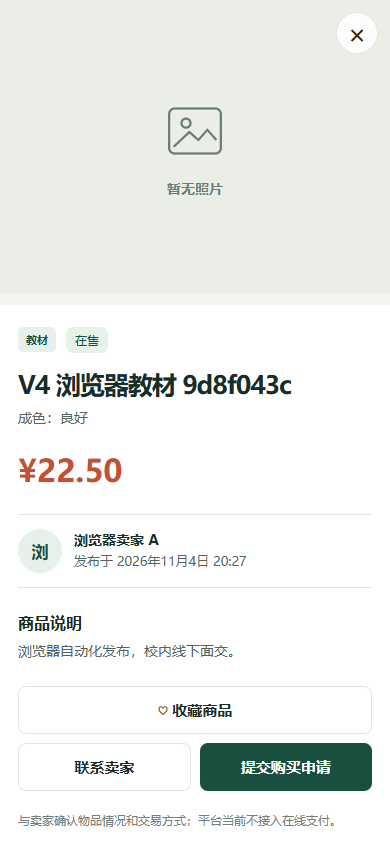 ×
暂无照片
教材 在售
V4 浏览器教材 9d8f043c
成色：良好
¥22.50
浏
浏览器卖家 A
发布于 2026年11月4日 20:27
商品说明
浏览器自动化发布，校内线下面交。
♡ 收藏商品
联系卖家 提交购买申请
与卖家确认物品情况和交易方式；平台当前不接入在线支付。